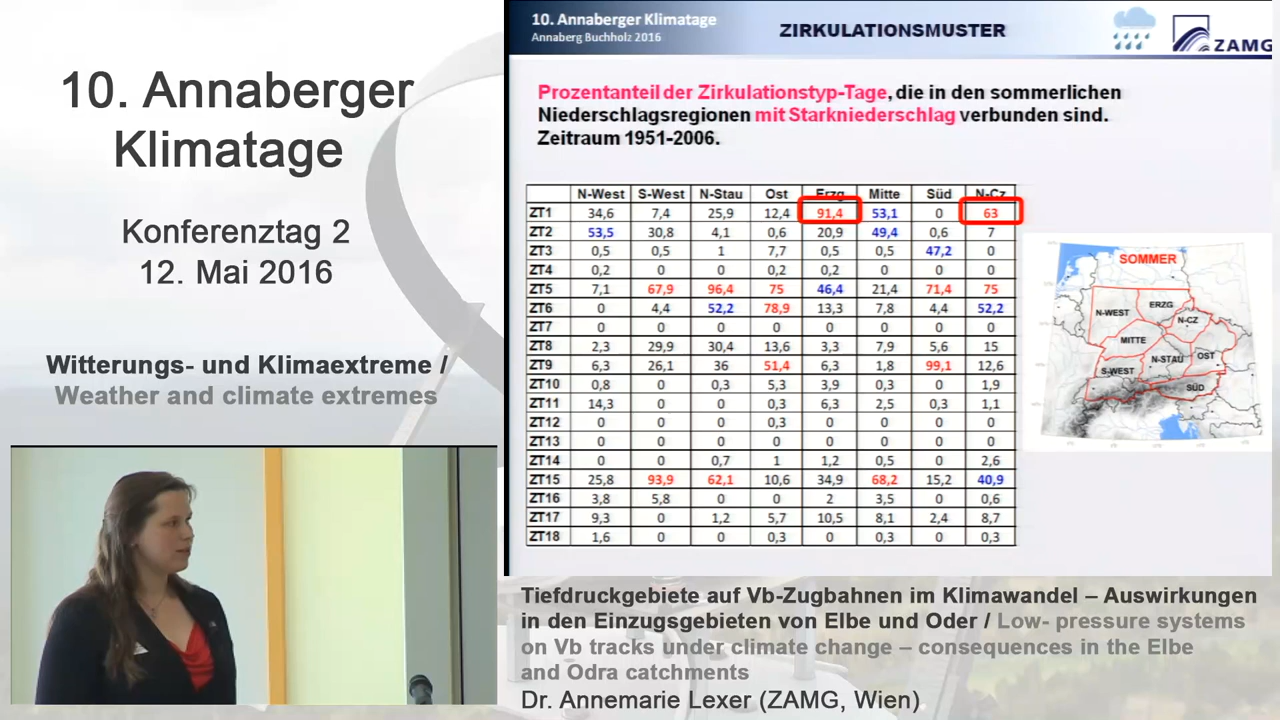 10. Annaberger
Klimatage
Konferenztag 2
12. Mai 2016
Witterungs- und Klimaextreme /
Weather and climate extremes
10. Annaberger Klimatage
Annaberg Buchholz 2016
ZIRKULATIONSMUSTER
ZAMG
Prozentanteil der Zirkulationstyp-Tage, die in den sommerlichen
Niederschlagsregionen mit Starkniederschlag verbunden sind.
Zeitraum 1951-2006.
N-West S-West N-Stau Ost Erzg Mitte Süd N-Cz
ZT1 34,6 7,4 25,9 12,4 91,4 53,1 0 63
ZT2 53,5 30,8 4,1 0,6 20,9 49,4 0,6 7
ZT3 0,5 0,5 1 7,7 0,5 0,5 47,2 0
ZT4 0,2 0 0 0,2 0,2 0 0 0
ZT5 7,1 67,9 96,4 75 46,4 21,4 71,4 75
ZT6 0 4,4 52,2 78,9 13,3 7,8 4,4 52,2
ZT7 0 0 0 0 0 0 0 0
ZT8 2,3 29,9 30,4 13,6 3,3 7,9 5,6 15
ZT9 6,3 26,1 36 51,4 6,3 1,8 99,1 12,6
ZT10 0,8 0 0,3 5,3 3,9 0,3 0 1,9
ZT11 14,3 0 0 0,3 6,3 2,5 0,3 1,1
ZT12 0 0 0 0,3 0 0 0 0
ZT13 0 0 0 0 0 0 0 0
ZT14 0 0 0,7 1 1,2 0,5 0 2,6
ZT15 25,8 93,9 62,1 10,6 34,9 68,2 15,2 40,9
ZT16 3,8 5,8 0 0 2 3,5 0 0,6
ZT17 9,3 0 1,2 5,7 10,5 8,1 2,4 8,7
ZT18 1,6 0 0 0,3 0 0,3 0 0,3
SOMMER
N-WEST
ERZG
N-CZ
MITTE
N-STAU
OST
S-WEST
SÜD
Tiefdruckgebiete auf Vb-Zugbahnen im Klimawandel – Auswirkungen
in den Einzugsgebieten von Elbe und Oder / Low- pressure systems
on Vb tracks under climate change – consequences in the Elbe
and Odra catchments
Dr. Annemarie Lexer (ZAMG, Wien)